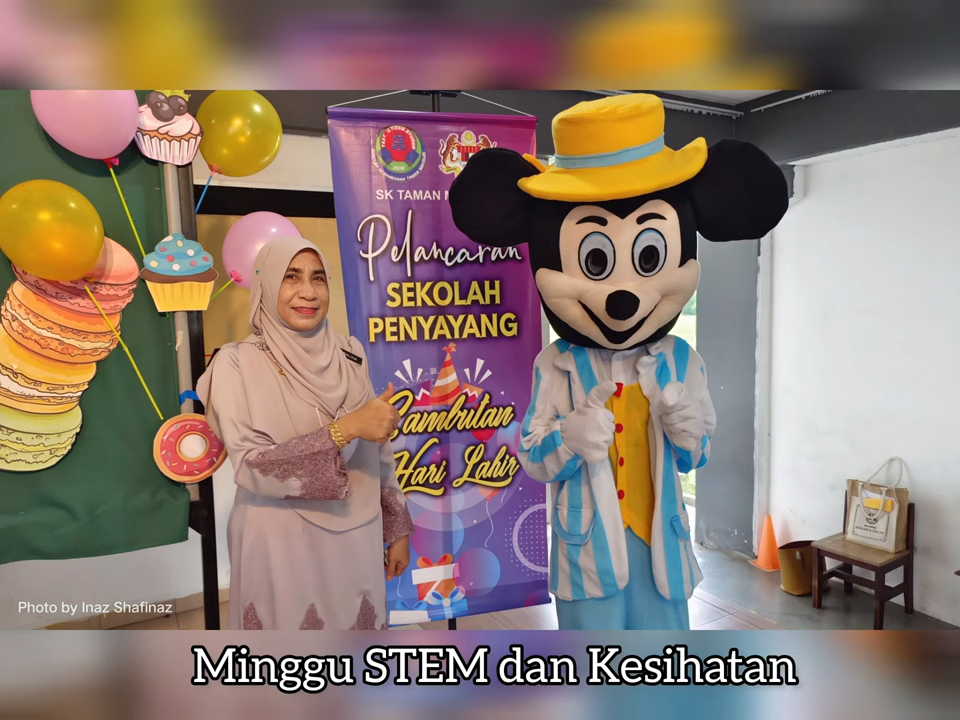 SK TAMAN
Pelancaran
SEKOLAH
PENYAYANG
Sambutan
Hari Lahir
Photo by Inaz Shafinaz
Minggu STEM dan Kesihatan